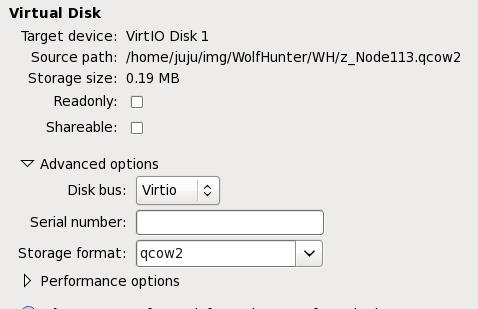 Virtual Disk
Target device: VirtIO Disk 1
Source path: /home/juju/img/WolfHunter/WH/z_Node113.qcow2
Storage size: 0.19 MB
Readonly:
Shareable:
Advanced options
Disk bus: Virtio
Serial number:
Storage format: qcow2
Performance options